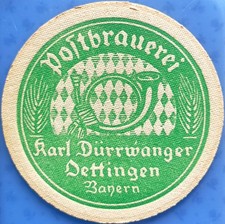 Postbrauerei
Karl Dürrwanger
Oettingen
Bayern